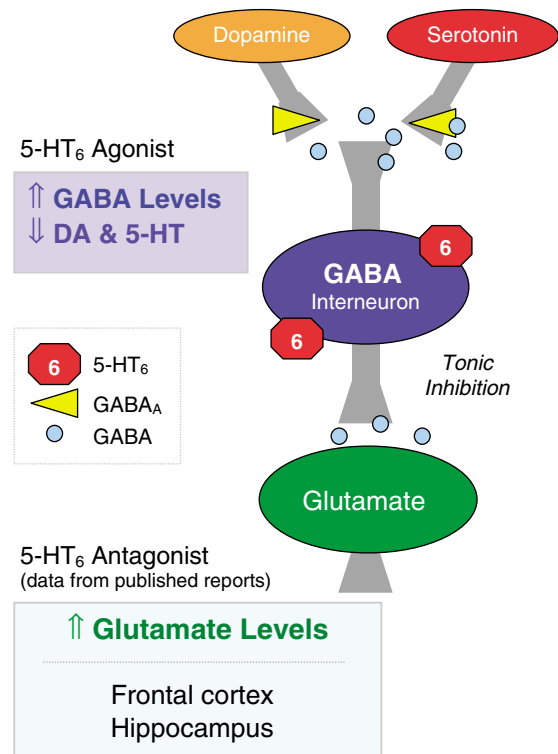 Dopamine
Serotonin
5-HT₆ Agonist
⇑ GABA Levels
⇓ DA & 5-HT
6
GABA
Interneuron
6
6 5-HT₆
GABA_A
GABA
Tonic
Inhibition
Glutamate
5-HT₆ Antagonist
(data from published reports)
⇑ Glutamate Levels
Frontal cortex
Hippocampus